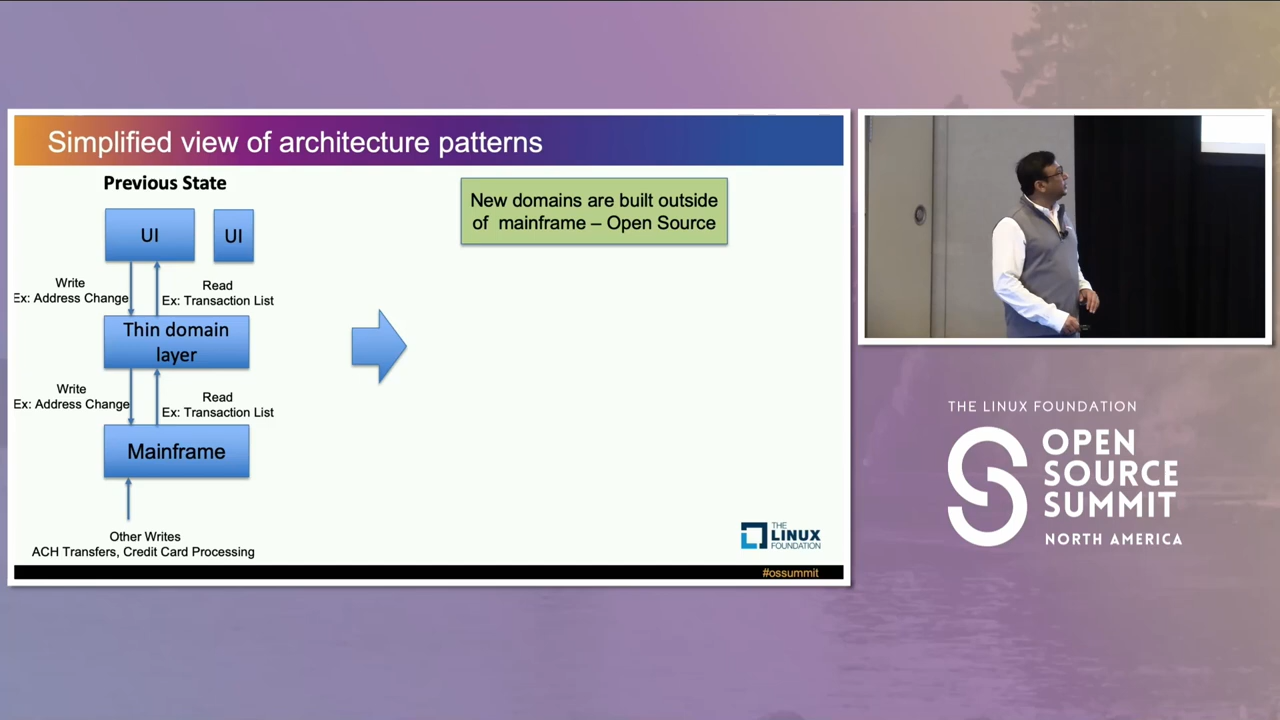 Simplified view of architecture patterns
Previous State
UI
UI
Write
Ex: Address Change
Read
Ex: Transaction List
Thin domain
layer
Write
Ex: Address Change
Read
Ex: Transaction List
Mainframe
Other Writes
ACH Transfers, Credit Card Processing
New domains are built outside
of mainframe – Open Source
THE
LINUX
FOUNDATION
#ossummit
THE LINUX FOUNDATION
OPEN
SOURCE
SUMMIT
NORTH AMERICA